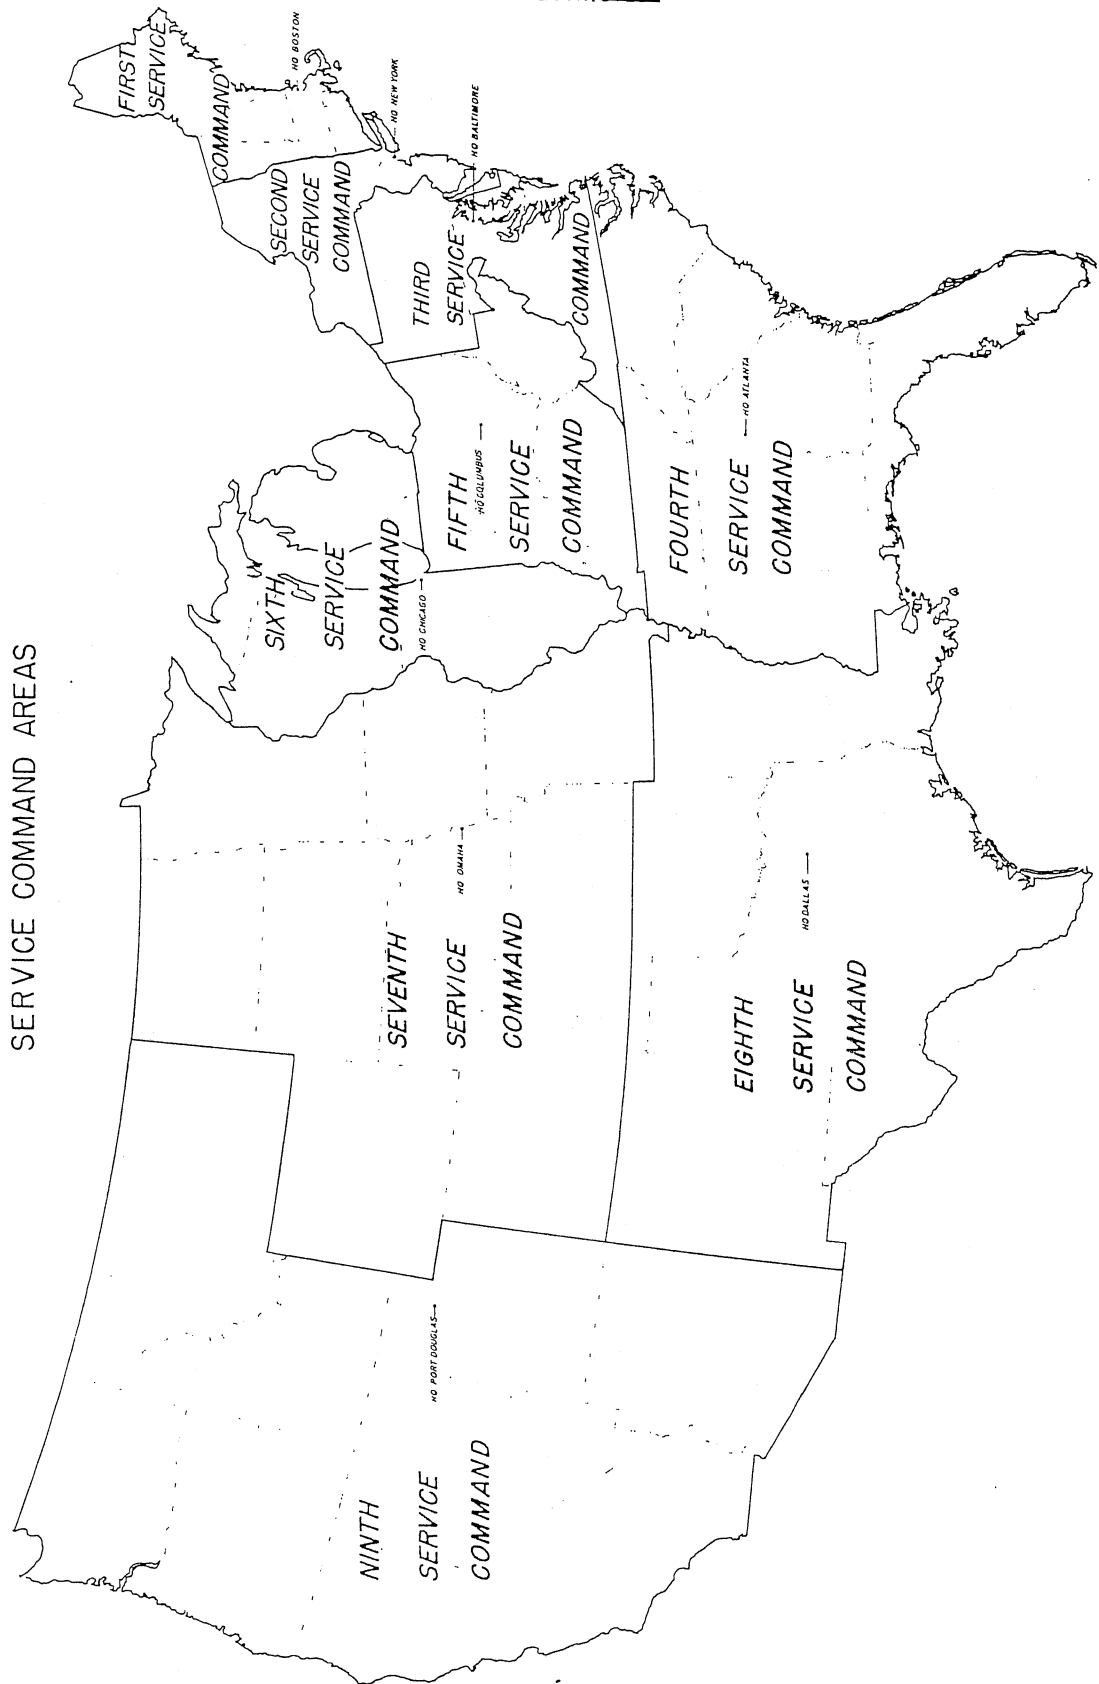 SERVICE COMMAND AREAS
FIRST
SERVICE
COMMAND
HQ BOSTON
SECOND
SERVICE
COMMAND
HQ NEW YORK
THIRD
SERVICE
COMMAND
HQ BALTIMORE
FOURTH
SERVICE
COMMAND
HQ ATLANTA
FIFTH
HQ COLUMBUS
SERVICE
COMMAND
SIXTH
SERVICE
COMMAND
HQ CHICAGO
SEVENTH
SERVICE
COMMAND
HQ OMAHA
EIGHTH
SERVICE
COMMAND
HQ DALLAS
NINTH
SERVICE
COMMAND
HQ PORT DOUGLAS